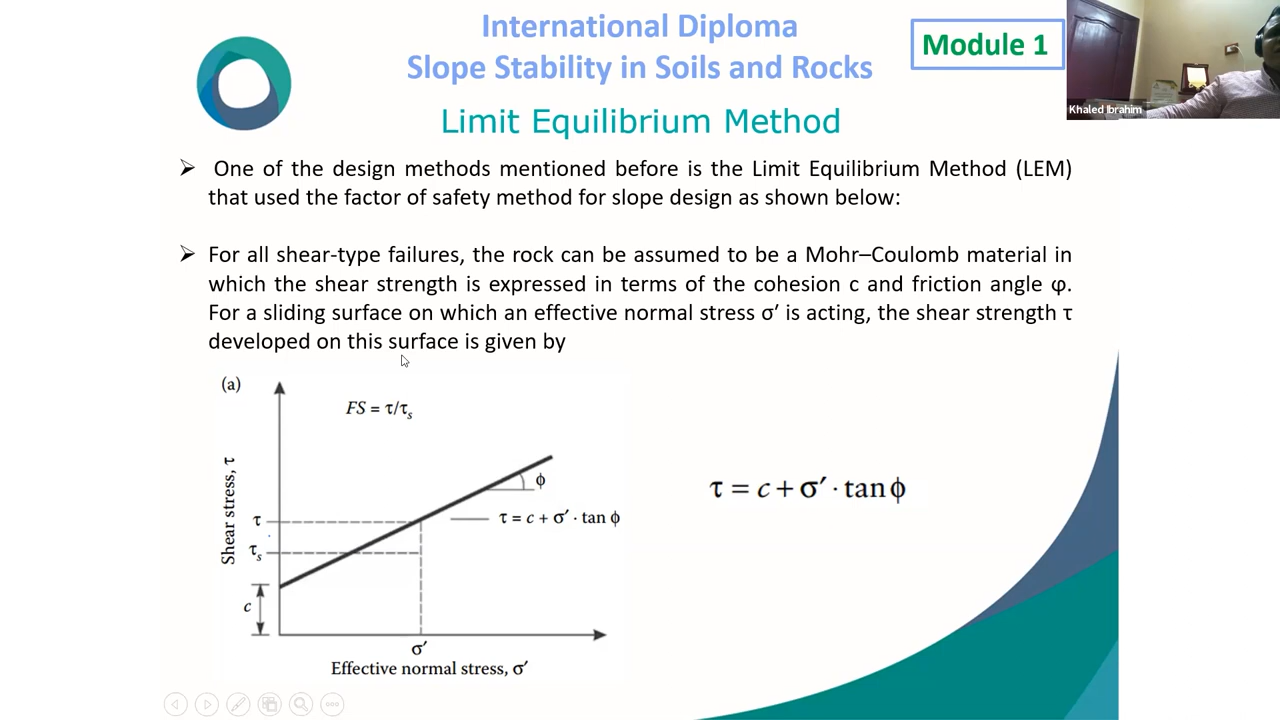 International Diploma
Slope Stability in Soils and Rocks
Module 1
Khaled Ibrahim
Limit Equilibrium Method
One of the design methods mentioned before is the Limit Equilibrium Method (LEM)
that used the factor of safety method for slope design as shown below:
For all shear-type failures, the rock can be assumed to be a Mohr–Coulomb material in
which the shear strength is expressed in terms of the cohesion c and friction angle φ.
For a sliding surface on which an effective normal stress σ′ is acting, the shear strength τ
developed on this surface is given by
(a)
FS = τ/τs
Shear stress, τ
τ
τs
c
ϕ
τ = c + σ′ · tan ϕ
σ′
Effective normal stress, σ′
τ = c + σ′ · tan ϕ